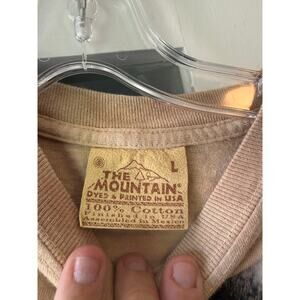 L
THE
MOUNTAIN®
DYED & PRINTED IN USA
100% Cotton
Finished in USA
Assembled in Mexico